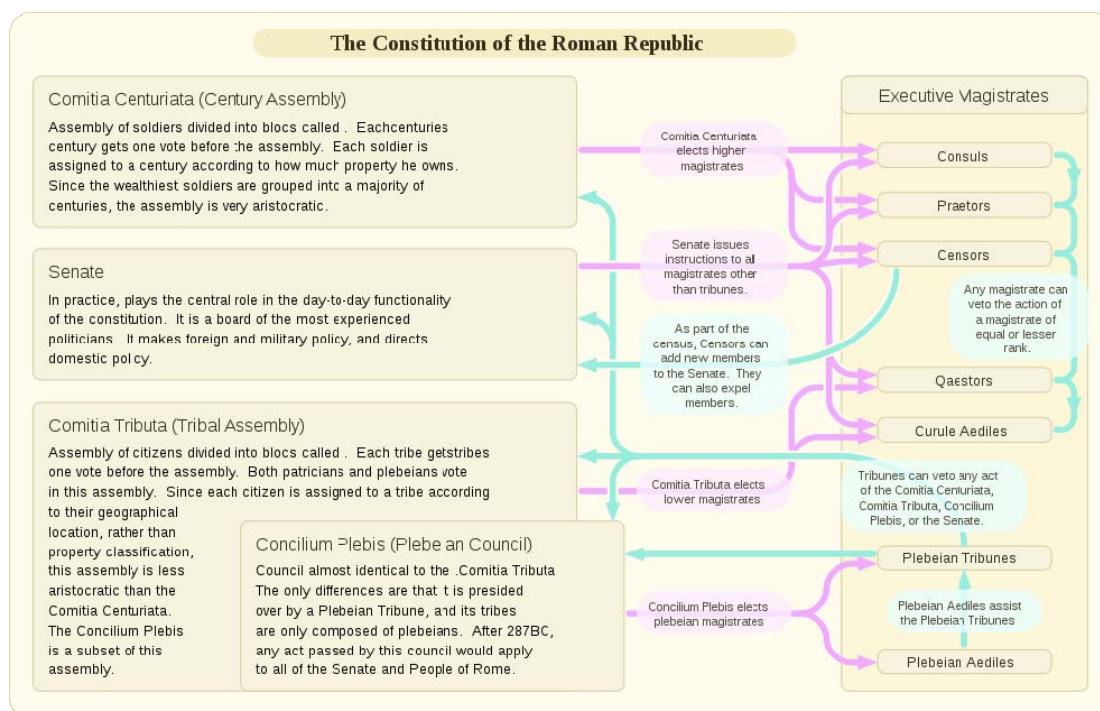 The Constitution of the Roman Republic
Comitia Centuriata (Century Assembly)
Assembly of soldiers divided into blocs called . Eachcenturies
century gets one vote before the assembly. Each soldier is
assigned to a century according to how much property he owns.
Since the wealthiest soldiers are grouped into a majority of
centuries, the assembly is very aristocratic.
Senate
In practice, plays the central role in the day-to-day functionality
of the constitution. It is a board of the most experienced
politicians. It makes foreign and military policy, and directs
domestic policy.
Comitia Tributa (Tribal Assembly)
Assembly of citizens divided into blocs called . Each tribe getstribes
one vote before the assembly. Both patricians and plebeians vote
in this assembly. Since each citizen is assigned to a tribe according
to their geographical
location, rather than
property classification,
this assembly is less
aristocratic than the
Comitia Centuriata.
The Concilium Plebis
is a subset of this
assembly.
Concilium Plebis (Plebe an Council)
Council almost identical to the .Comitia Tributa
The only differences are that t is presided
over by a Plebeian Tribune, and its tribes
are only composed of plebeians. After 287BC,
any act passed by this council would apply
to all of the Senate and People of Rome.
Comitia Centuriata
elects higher
magistrates
Senate issues
instructions to all
magistrates other
than tribunes.
As part of the
census, Censors can
add new members
to the Senate. They
can also expel
members.
Comitia Tributa elects
lower magistrates
Concilium Plebis elects
plebeian magistrates
Executive Magistrates
Consuls
Praetors
Censors
Any magistrate can
veto the action of
a magistrate of
equal or lesser
rank.
Qaestors
Curule Aediles
Tribunes can veto any act
of the Comitia Centuriata,
Comitia Tributa, Concilium
Plebis, or the Senate.
Plebeian Tribunes
Plebeian Aediles assist
the Plebeian Tribunes
Plebeian Aediles